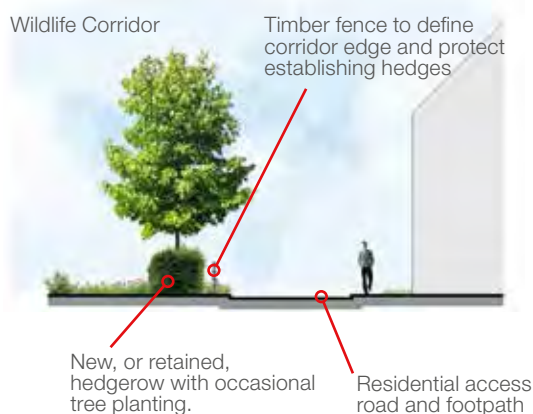 Wildlife Corridor
Timber fence to define
corridor edge and protect
establishing hedges
New, or retained,
hedgerow with occasional
tree planting.
Residential access
road and footpath